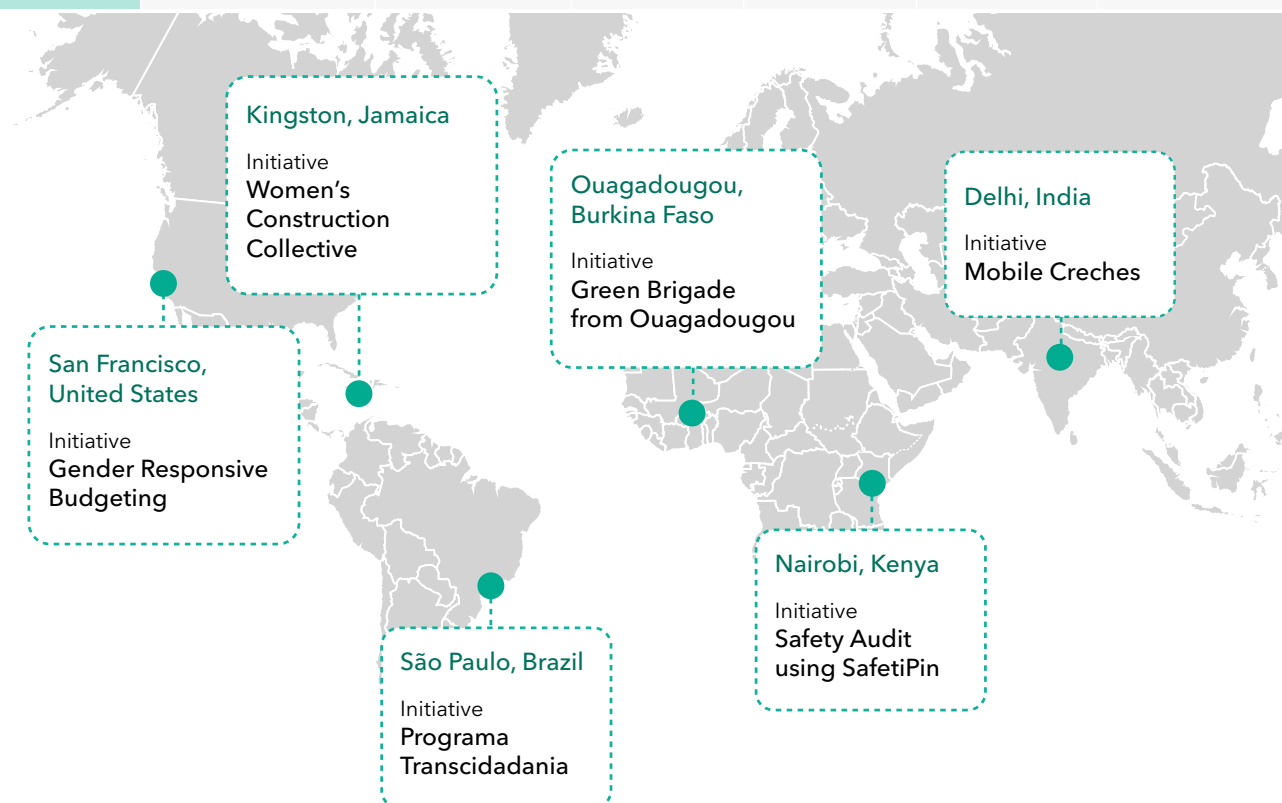 Kingston, Jamaica
Initiative
Women's
Construction
Collective
Ouagadougou,
Burkina Faso
Initiative
Green Brigade
from Ouagadougou
Delhi, India
Initiative
Mobile Creches
San Francisco,
United States
Initiative
Gender Responsive
Budgeting
Nairobi, Kenya
Initiative
Safety Audit
using SafetiPin
São Paulo, Brazil
Initiative
Programa
Transcidadania